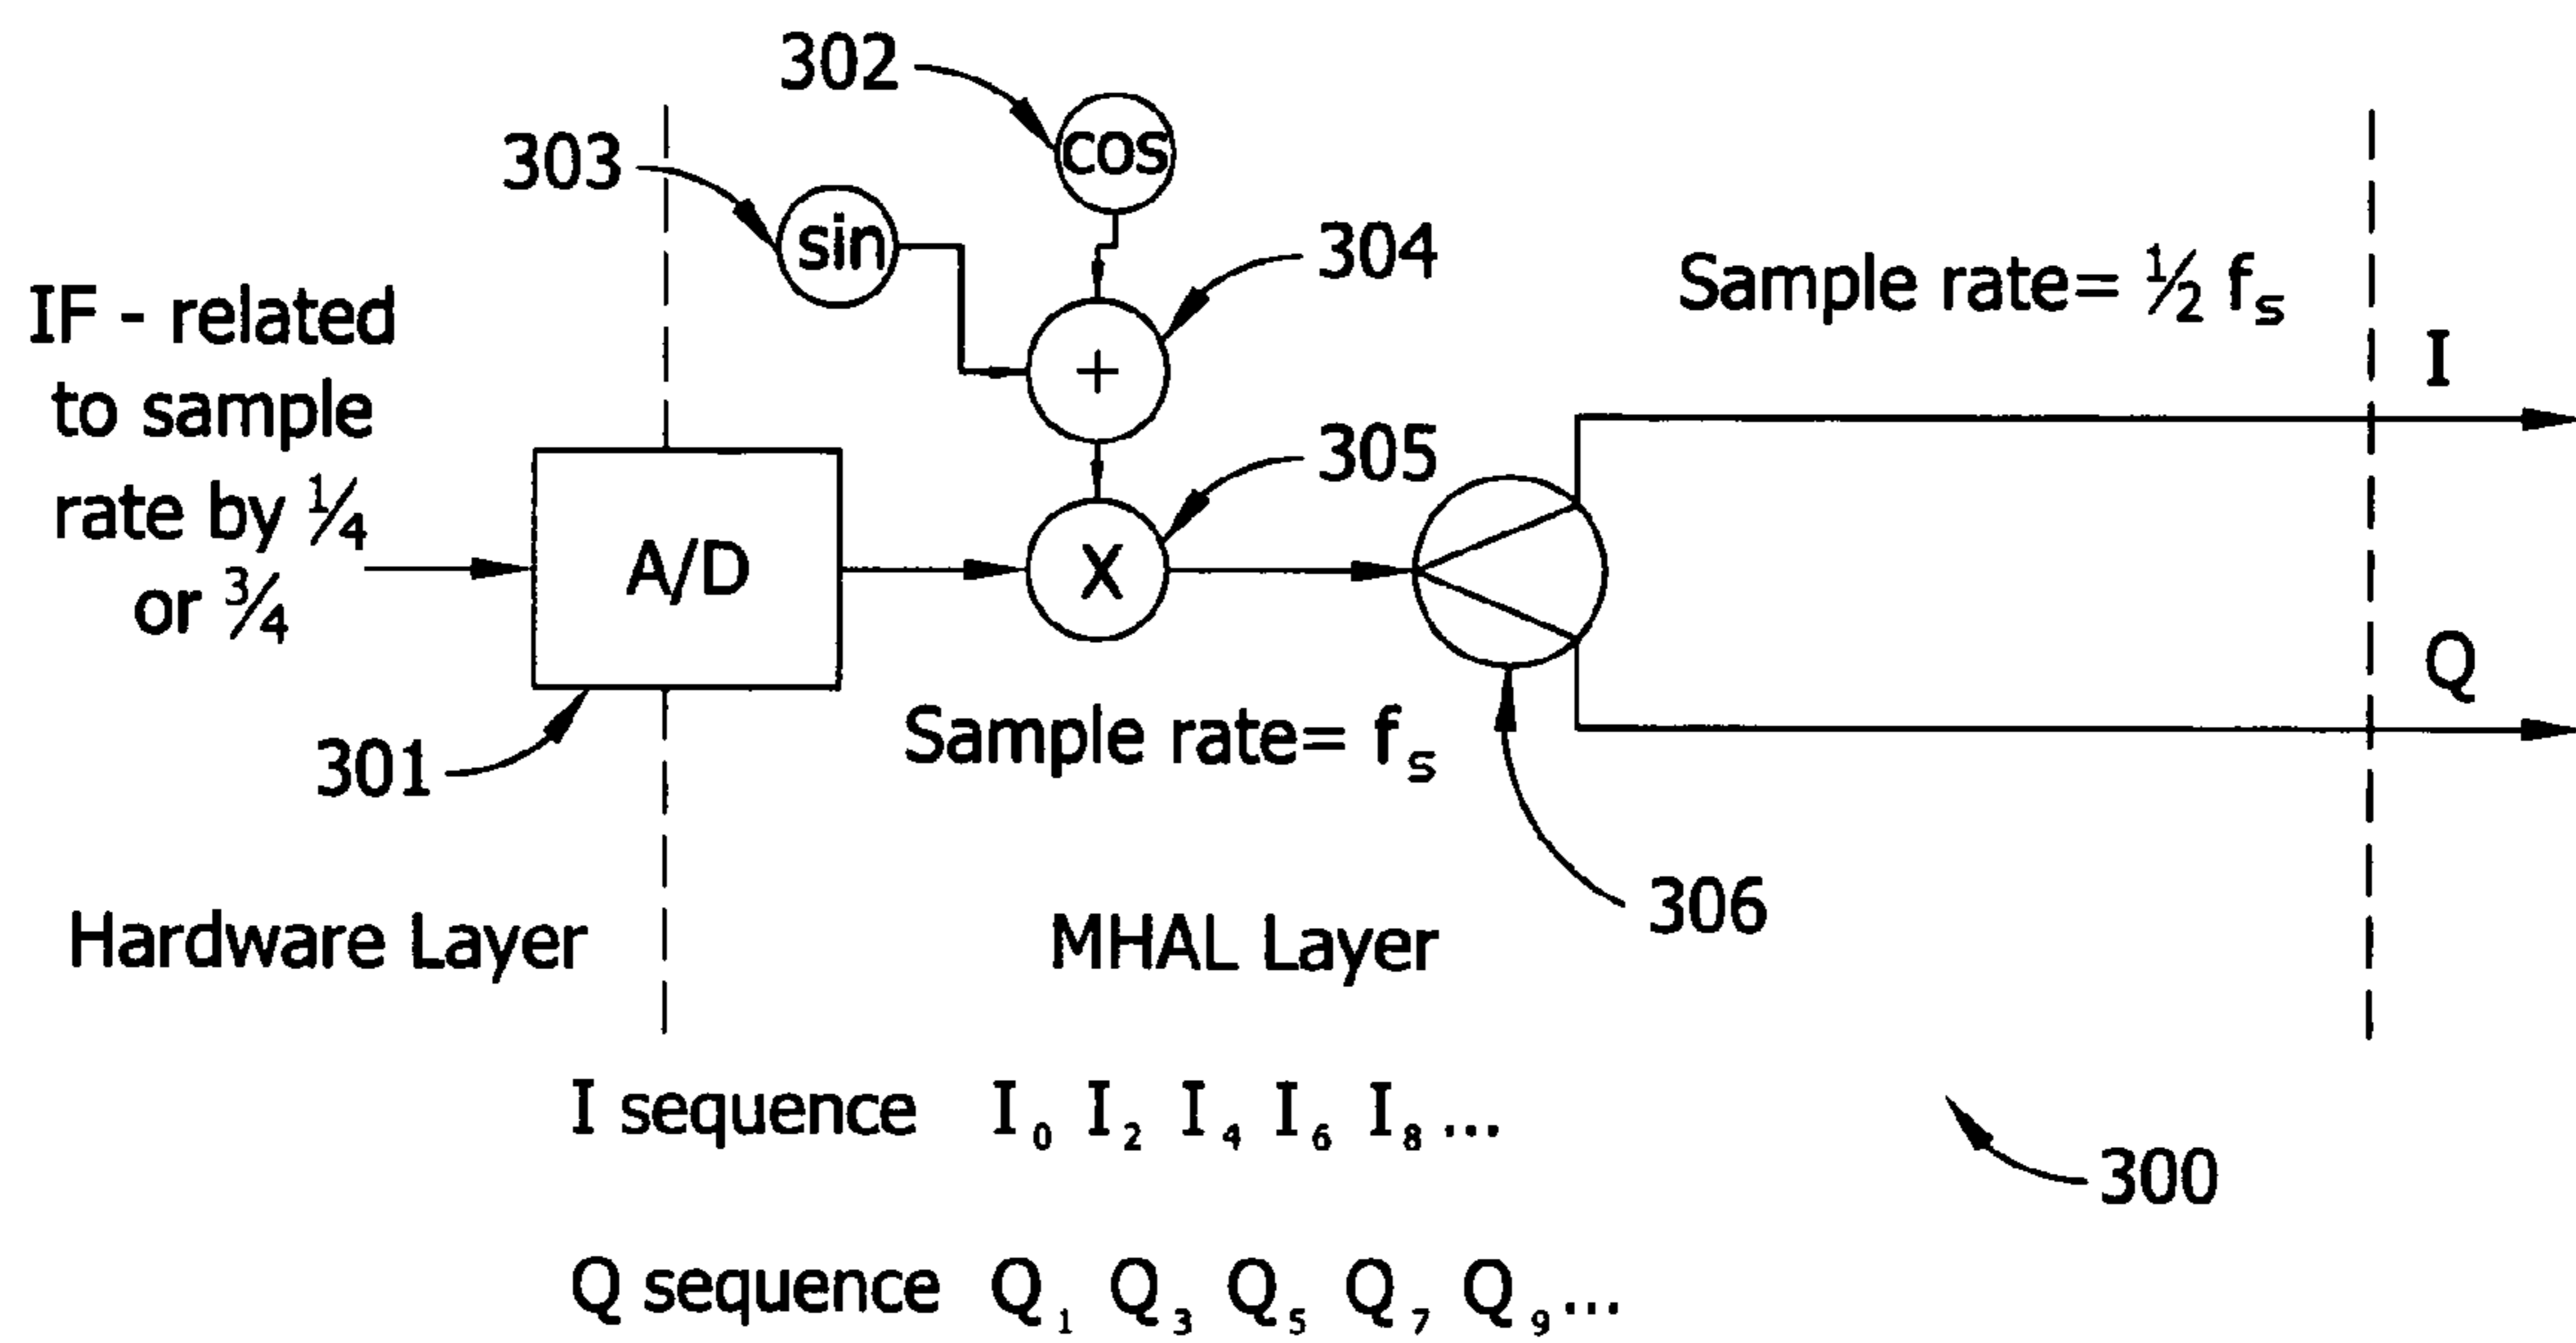 302
cos
303
sin
304
+
Sample rate= ½ fₛ
IF - related
to sample
rate by ¼
or ¾
I
305
A/D
X
Q
301
Sample rate= fₛ
306
Hardware Layer
MHAL Layer
I sequence I₀ I₂ I₄ I₆ I₈ ...
300
Q sequence Q₁ Q₃ Q₅ Q₇ Q₉ ...